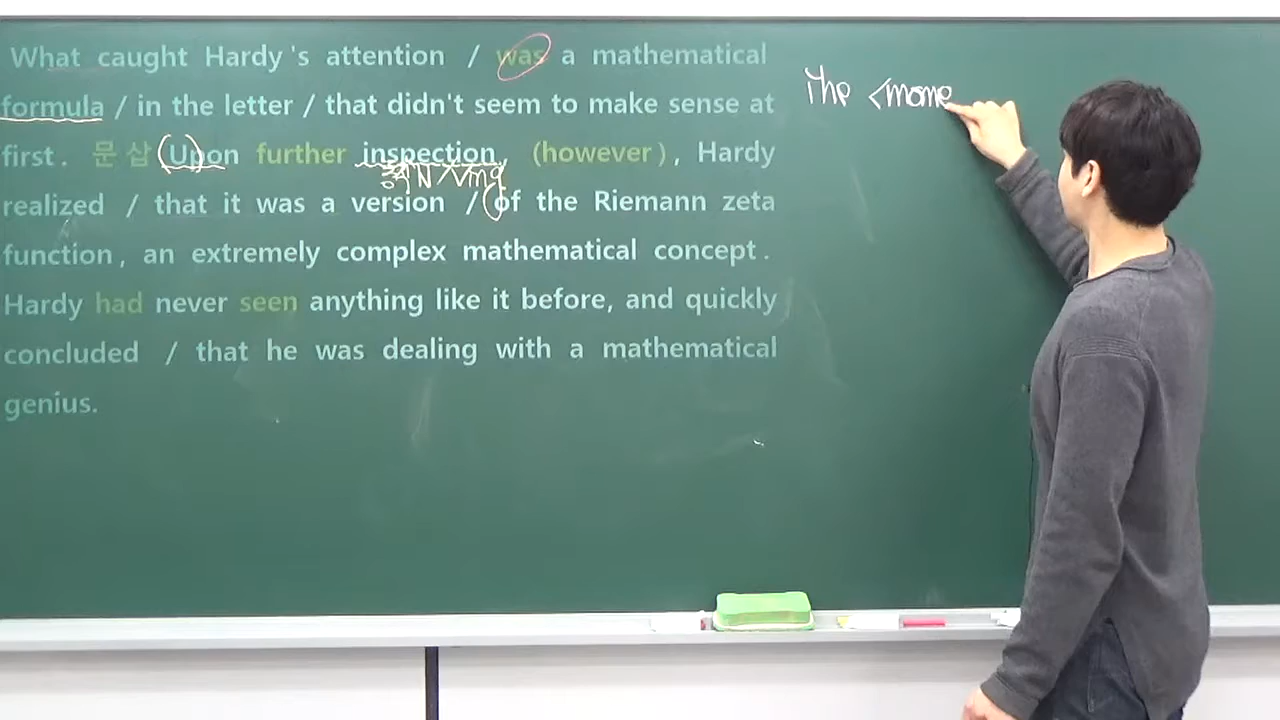 What caught Hardy's attention / was a mathematical
formula / in the letter / that didn't seem to make sense at
first. 문 삽 (Upon further inspection, (however), Hardy
N Ving
realized / that it was a version / (of the Riemann zeta
function, an extremely complex mathematical concept.
Hardy had never seen anything like it before, and quickly
concluded / that he was dealing with a mathematical
genius.
The <mome